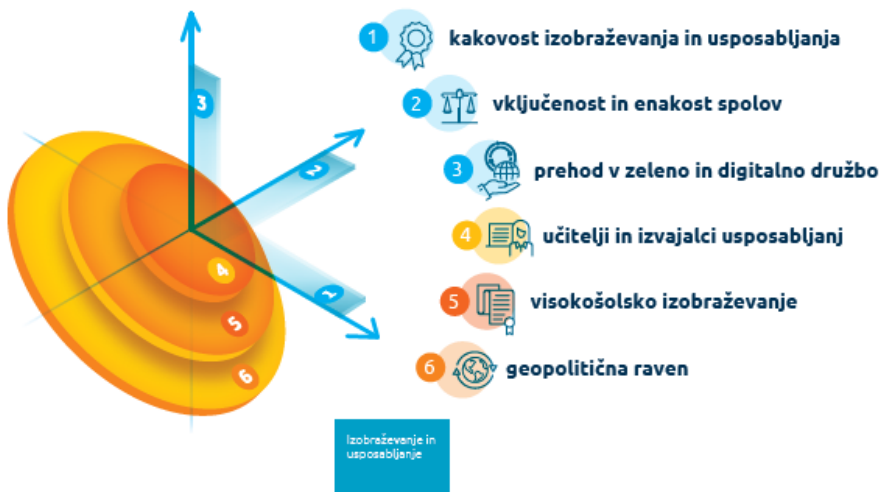 1 kakovost izobraževanja in usposabljanja
2 vključenost in enakost spolov
3 prehod v zeleno in digitalno družbo
4 učitelji in izvajalci usposabljanj
5 visokošolsko izobraževanje
6 geopolitična raven
3
2
1
4
5
6
Izobraževanje in
usposabljanje